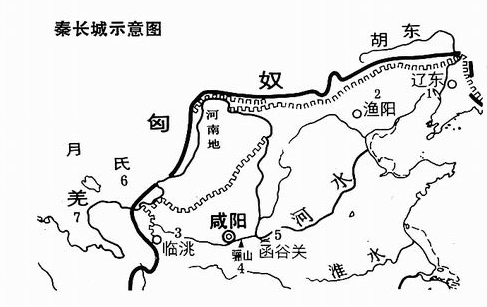 秦长城示意图
胡 东
匈 奴
辽东
1
2
渔阳
河南地
月 氏
6
羌
7
3
临洮
咸阳
骊山
4
5
函谷关
河 水
淮 水